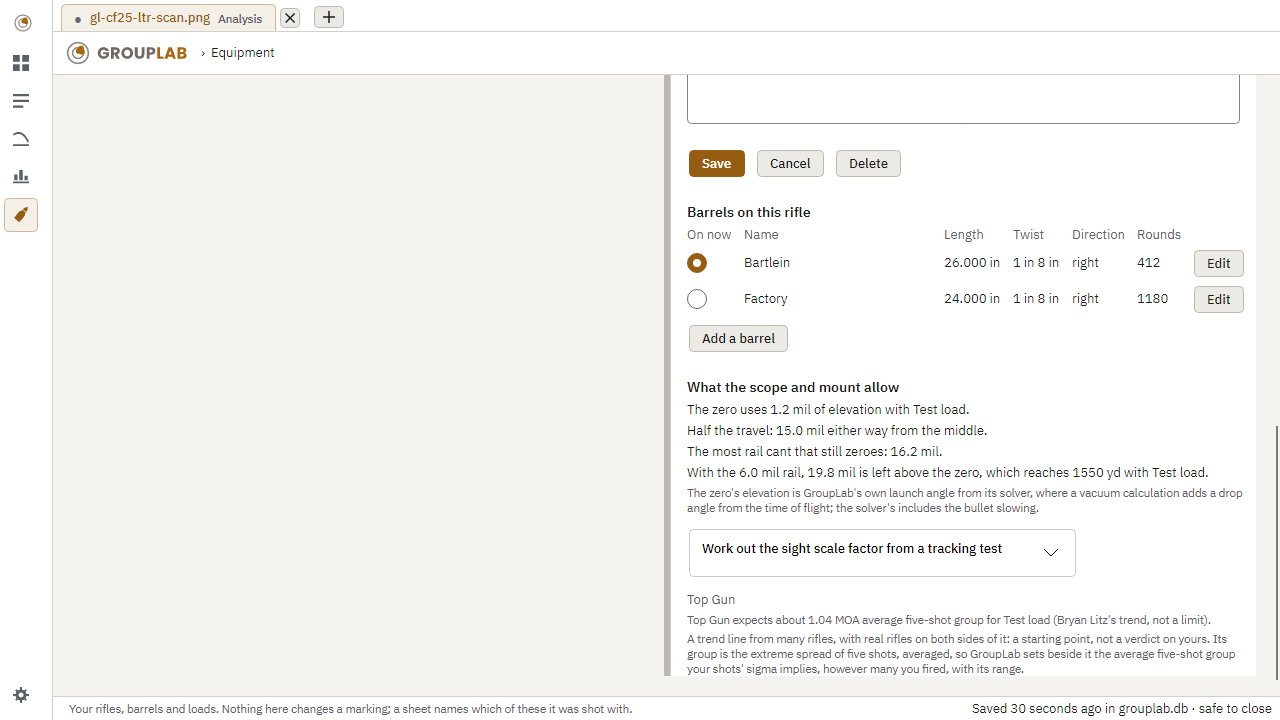 gl-cf25-ltr-scan.png Analysis
GROUPLAB › Equipment
Save Cancel Delete
Barrels on this rifle
On now Name Length Twist Direction Rounds
Bartlein 26.000 in 1 in 8 in right 412 Edit
Factory 24.000 in 1 in 8 in right 1180 Edit
Add a barrel
What the scope and mount allow
The zero uses 1.2 mil of elevation with Test load.
Half the travel: 15.0 mil either way from the middle.
The most rail cant that still zeroes: 16.2 mil.
With the 6.0 mil rail, 19.8 mil is left above the zero, which reaches 1550 yd with Test load.
The zero's elevation is GroupLab's own launch angle from its solver, where a vacuum calculation adds a drop
angle from the time of flight; the solver's includes the bullet slowing.
Work out the sight scale factor from a tracking test
Top Gun
Top Gun expects about 1.04 MOA average five-shot group for Test load (Bryan Litz's trend, not a limit).
A trend line from many rifles, with real rifles on both sides of it: a starting point, not a verdict on yours. Its
group is the extreme spread of five shots, averaged, so GroupLab sets beside it the average five-shot group
your shots' sigma implies, however many you fired, with its range.
Your rifles, barrels and loads. Nothing here changes a marking; a sheet names which of these it was shot with.
Saved 30 seconds ago in grouplab.db · safe to close